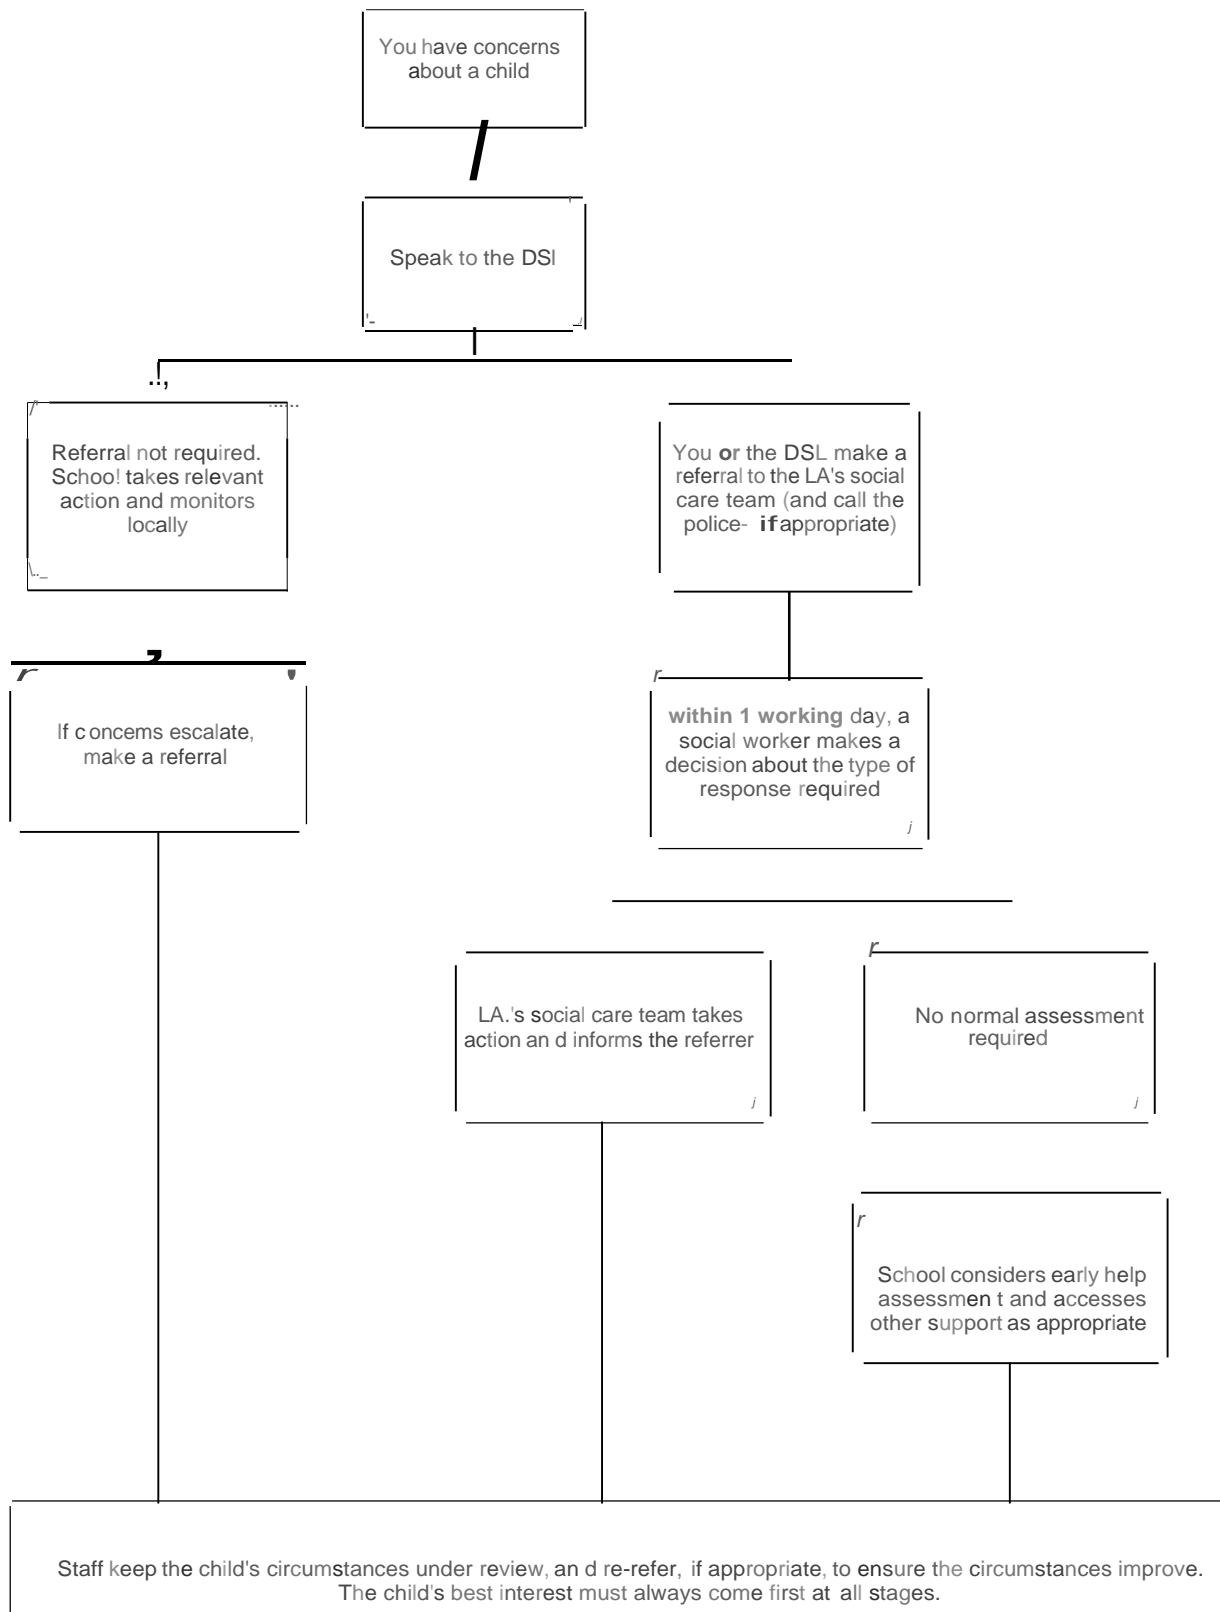 You have concerns
about a child
Speak to the DSl
Referral not required.
Schoo! takes relevant
action and monitors
locally
You or the DSL make a
referral to the LA's social
care team (and call the
police- if appropriate)
If c oncems escalate,
make a referral
within 1 working day, a
social worker makes a
decision about the type of
response required
LA.'s social care team takes
action an d informs the referrer
No normal assessment
required
School considers early help
assessmen t and accesses
other support as appropriate
Staff keep the child's circumstances under review, an d re-refer, if appropriate, to ensure the circumstances improve.
The child's best interest must always come first at all stages.